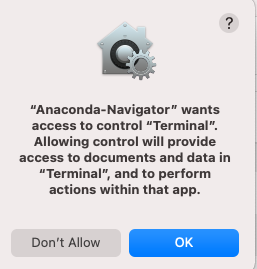 ?
“Anaconda-Navigator” wants
access to control “Terminal”.
Allowing control will provide
access to documents and data in
“Terminal”, and to perform
actions within that app.
Don’t Allow
OK